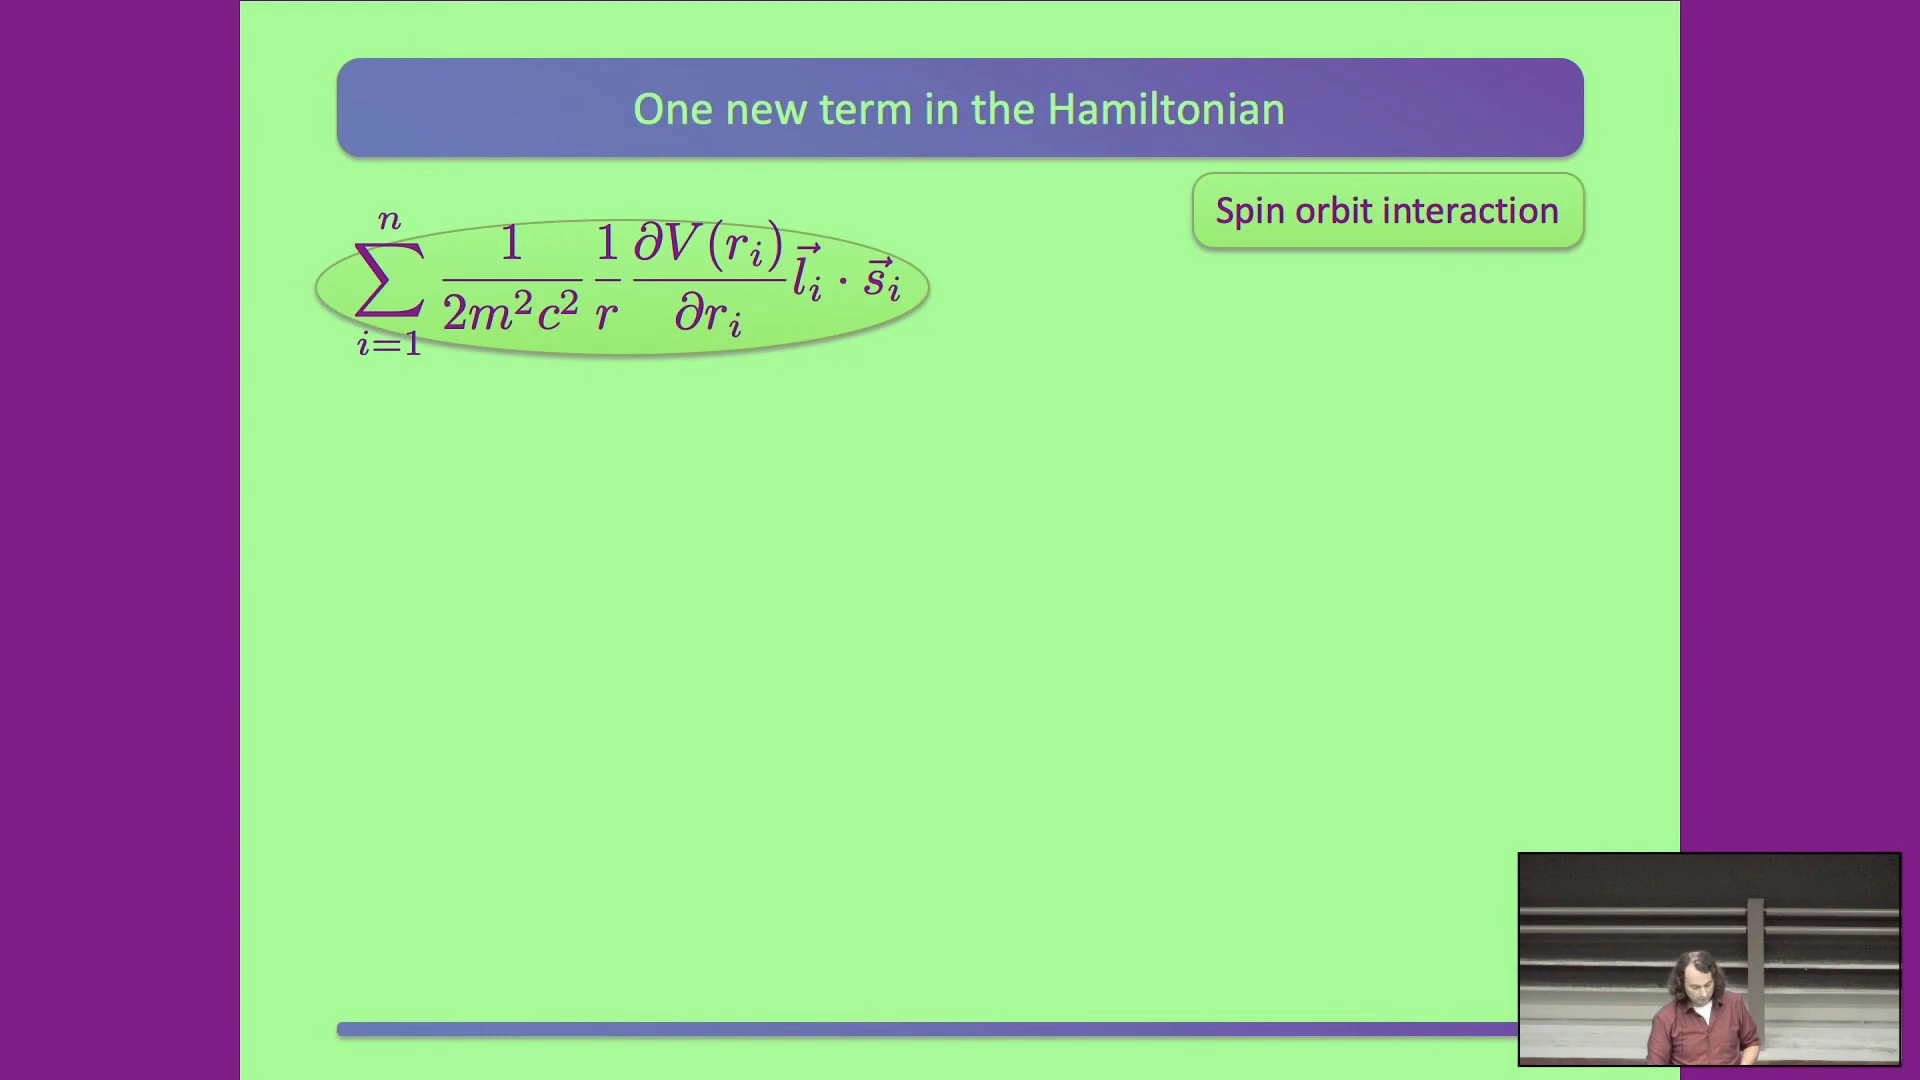 One new term in the Hamiltonian
Spin orbit interaction
\sum_{i=1}^{n} \frac{1}{2m^2c^2} \frac{1}{r} \frac{\partial V(r_i)}{\partial r_i} \vec{l}_i \cdot \vec{s}_i